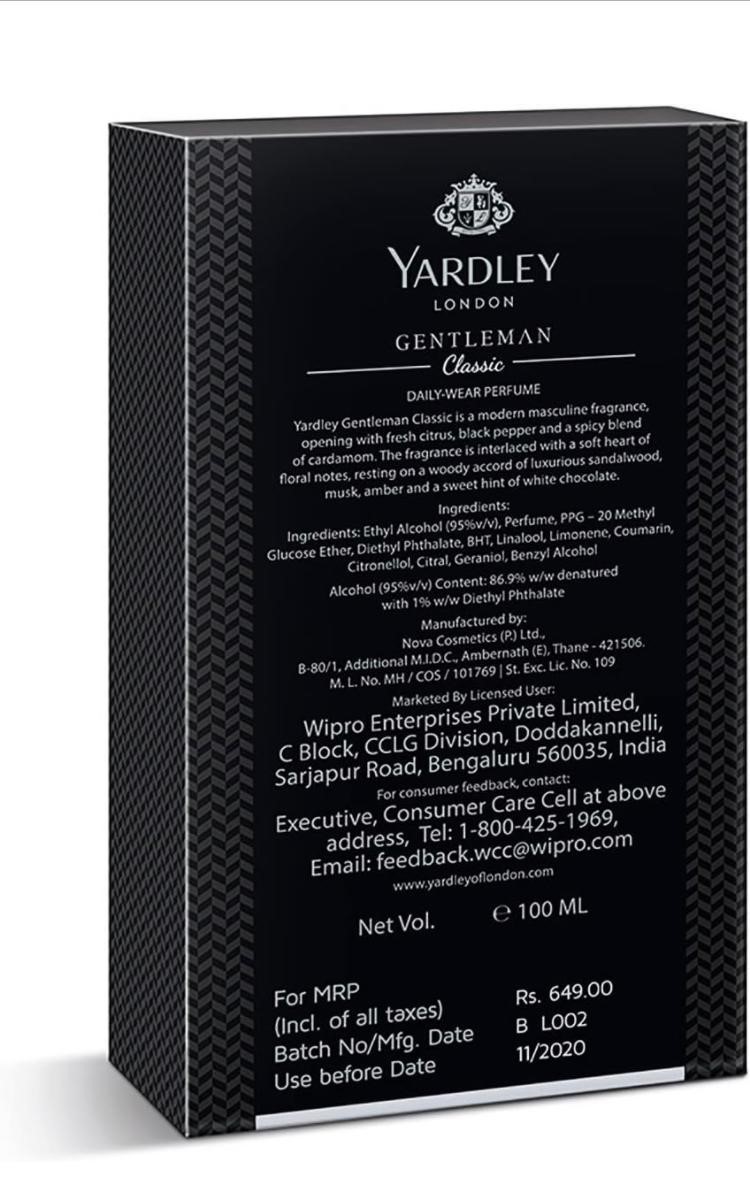 YARDLEY
LONDON
GENTLEMAN
Classic
DAILY-WEAR PERFUME
Yardley Gentleman Classic is a modern masculine fragrance,
opening with fresh citrus, black pepper and a spicy blend
of cardamom. The fragrance is interlaced with a soft heart of
floral notes, resting on a woody accord of luxurious sandalwood,
musk, amber and a sweet hint of white chocolate.
Ingredients:
Ingredients: Ethyl Alcohol (95%v/v), Perfume, PPG – 20 Methyl
Glucose Ether, Diethyl Phthalate, BHT, Linalool, Limonene, Coumarin,
Citronellol, Citral, Geraniol, Benzyl Alcohol
Alcohol (95%v/v) Content: 86.9% w/w denatured
with 1% w/w Diethyl Phthalate
Manufactured by:
Nova Cosmetics (P.) Ltd.,
B-80/1, Additional M.I.D.C., Ambernath (E), Thane - 421506.
M. L. No. MH / COS / 101769 | St. Exc. Lic. No. 109
Marketed By Licensed User:
Wipro Enterprises Private Limited,
C Block, CCLG Division, Doddakannelli,
Sarjapur Road, Bengaluru 560035, India
For consumer feedback, contact:
Executive, Consumer Care Cell at above
address, Tel: 1-800-425-1969,
Email: feedback.wcc@wipro.com
www.yardleyoflondon.com
Net Vol. ℮ 100 ML
For MRP Rs. 649.00
(Incl. of all taxes)
Batch No/Mfg. Date B L002
Use before Date 11/2020